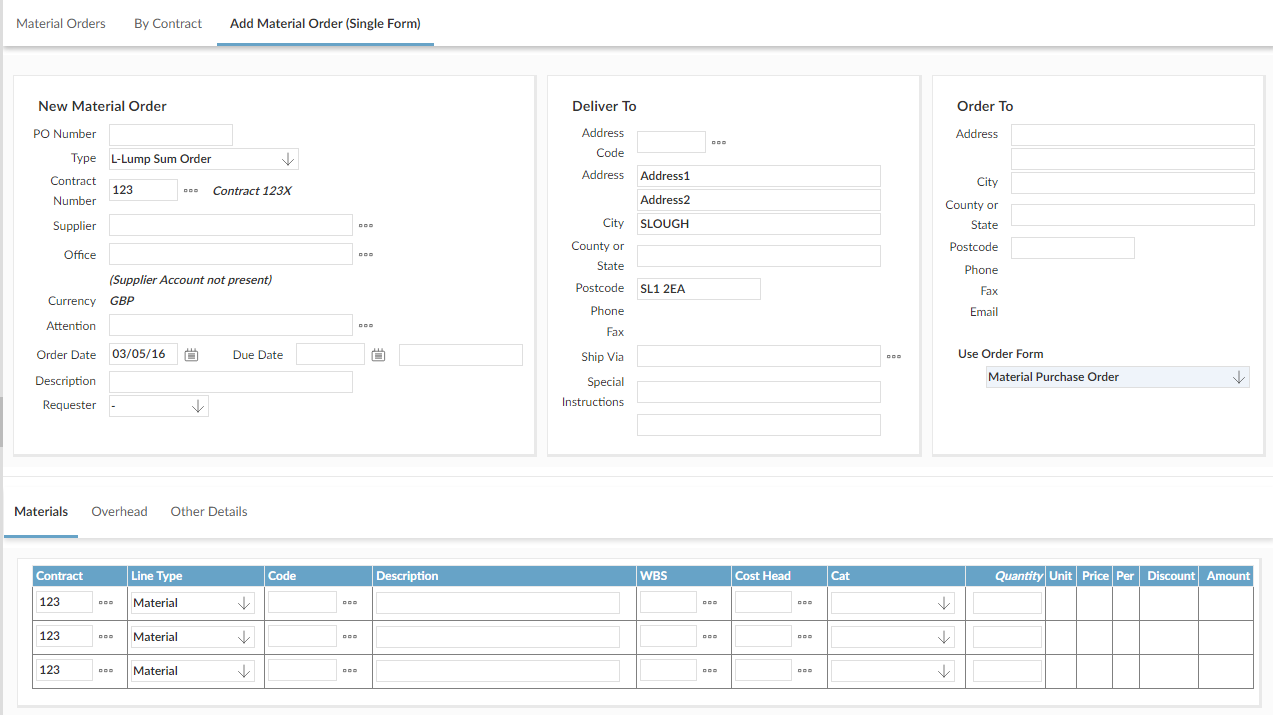 Material Orders By Contract Add Material Order (Single Form)
New Material Order
PO Number
Type L-Lump Sum Order
Contract Number 123 Contract 123X
Supplier
Office
(Supplier Account not present)
Currency GBP
Attention
Order Date 03/05/16 Due Date
Description
Requester -
Deliver To
Address Code
Address Address1
Address2
City SLOUGH
County or State
Postcode SL1 2EA
Phone
Fax
Ship Via
Special Instructions
Order To
Address
City
County or State
Postcode
Phone
Fax
Email
Use Order Form
Material Purchase Order
Materials Overhead Other Details
Contract Line Type Code Description WBS Cost Head Cat Quantity Unit Price Per Discount Amount
123 Material
123 Material
123 Material